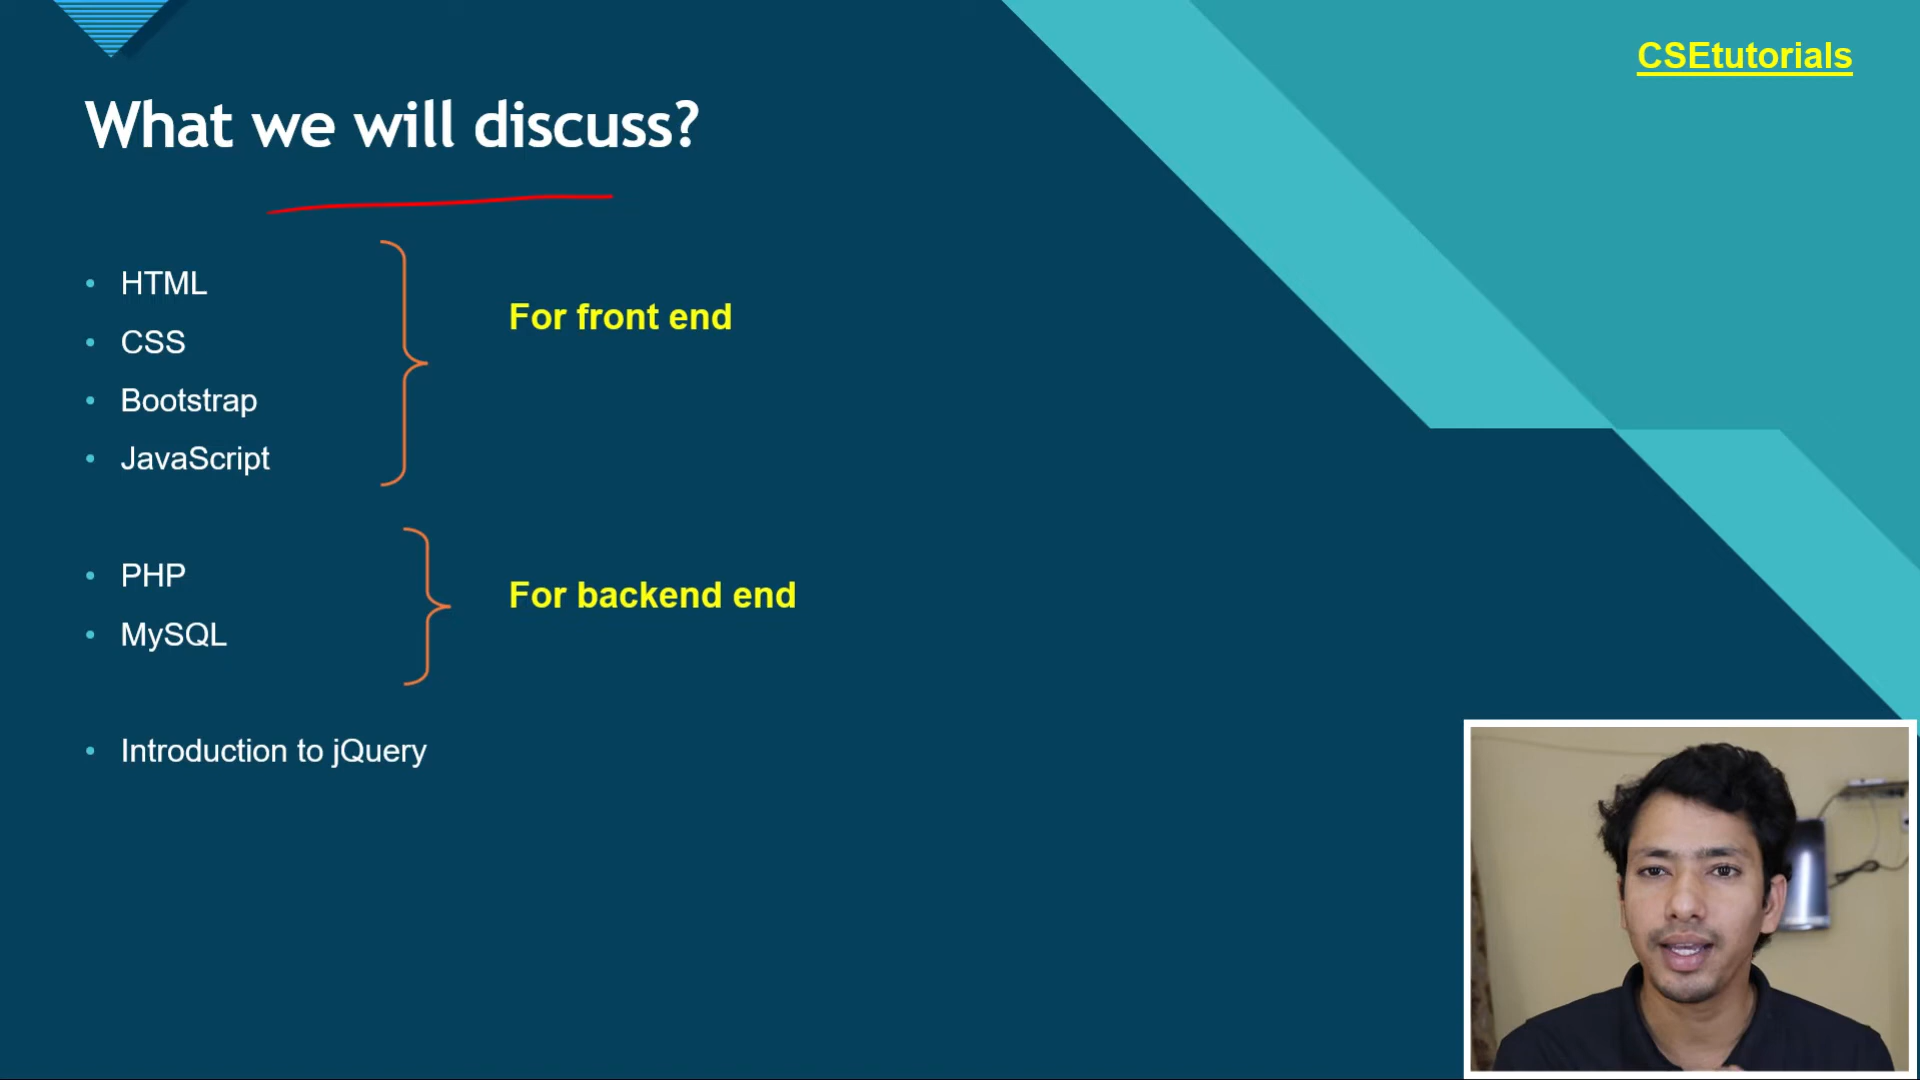 CSEtutorials
What we will discuss?
• HTML
• CSS
• Bootstrap
• JavaScript
For front end
• PHP
• MySQL
For backend end
• Introduction to jQuery